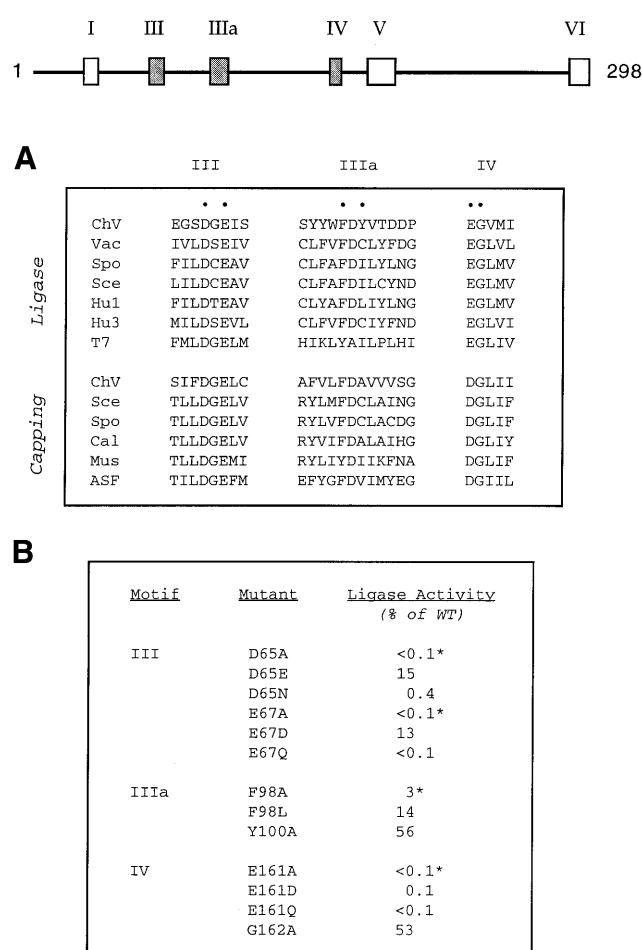 I III IIIa IV V VI
1 298
A
III IIIa IV
Ligase
ChV EGSDGEIS SYYWFDYVTDDP EGVMI
Vac IVLDSEIV CLFVFDCLYFDG EGLVL
Spo FILDCEAV CLFAFDILYLNG EGLMV
Sce LILDCEAV CLFAFDILCYND EGLMV
Hu1 FILDTEAV CLYAFDLIYLNG EGLMV
Hu3 MILDSEVL CLFVFDCIYFND EGLVI
T7 FMLDGELM HIKLYAILPLHI EGLIV
Capping
ChV SIFDGELC AFVLFDAVVVSG DGLII
Sce TLLDGELV RYLMFDCLAING DGLIF
Spo TLLDGELV RYLVFDCLACDG DGLIF
Cal TLLDGELV RYVIFDALAIHG DGLIY
Mus TLLDGEMI RYLIYDIIKFNA DGLIF
ASF TILDGEFM EFYGFDVIMYEG DGIIL
B
Motif Mutant Ligase Activity
(% of WT)
III D65A <0.1*
D65E 15
D65N 0.4
E67A <0.1*
E67D 13
E67Q <0.1
IIIa F98A 3*
F98L 14
Y100A 56
IV E161A <0.1*
E161D 0.1
E161Q <0.1
G162A 53